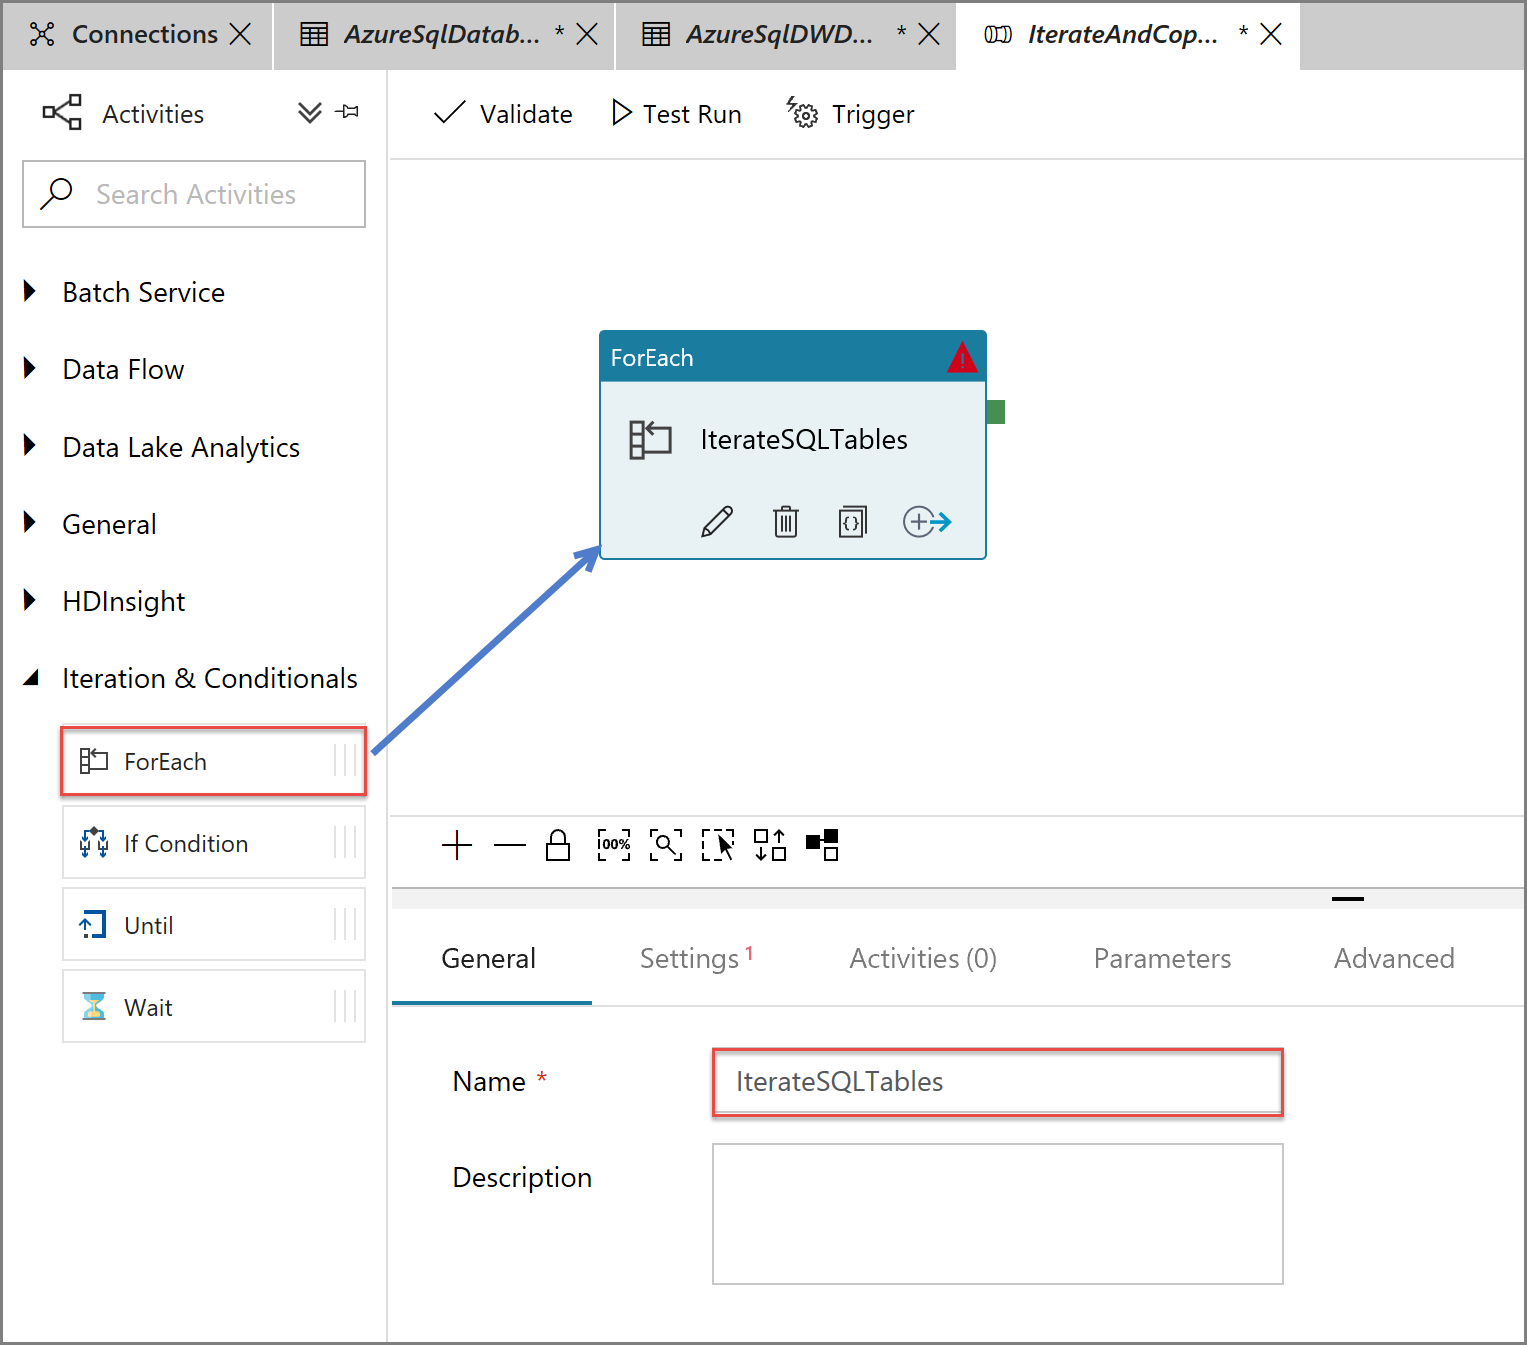 Connections
AzureSqlDatab... *
AzureSqlDWD... *
IterateAndCop... *
Activities
Validate
Test Run
Trigger
Search Activities
Batch Service
Data Flow
Data Lake Analytics
General
HDInsight
Iteration & Conditionals
ForEach
If Condition
Until
Wait
ForEach
IterateSQLTables
100%
General
Settings 1
Activities (0)
Parameters
Advanced
Name *
IterateSQLTables
Description